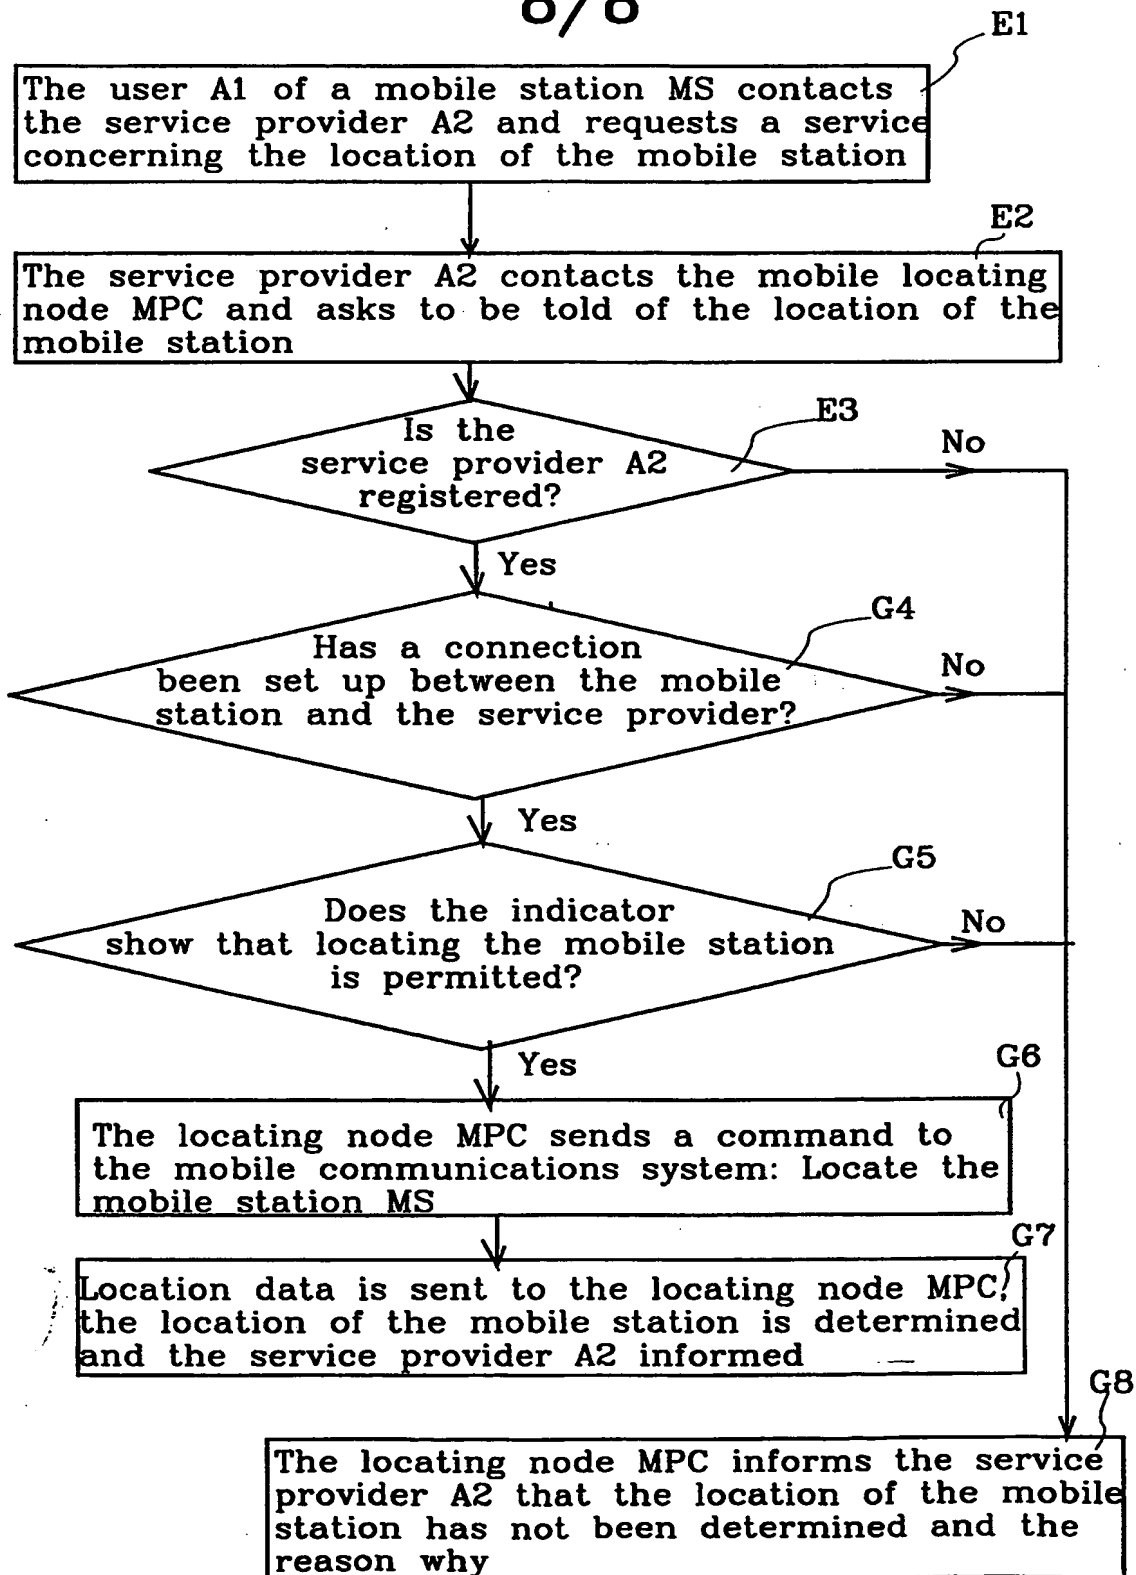 6/8
E1
The user A1 of a mobile station MS contacts
the service provider A2 and requests a service
concerning the location of the mobile station
E2
The service provider A2 contacts the mobile locating
node MPC and asks to be told of the location of the
mobile station
E3
Is the
service provider A2
registered?
No
Yes
G4
Has a connection
been set up between the mobile
station and the service provider?
No
Yes
G5
Does the indicator
show that locating the mobile station
is permitted?
No
Yes
G6
The locating node MPC sends a command to
the mobile communications system: Locate the
mobile station MS
G7
Location data is sent to the locating node MPC,
the location of the mobile station is determined
and the service provider A2 informed
G8
The locating node MPC informs the service
provider A2 that the location of the mobile
station has not been determined and the
reason why